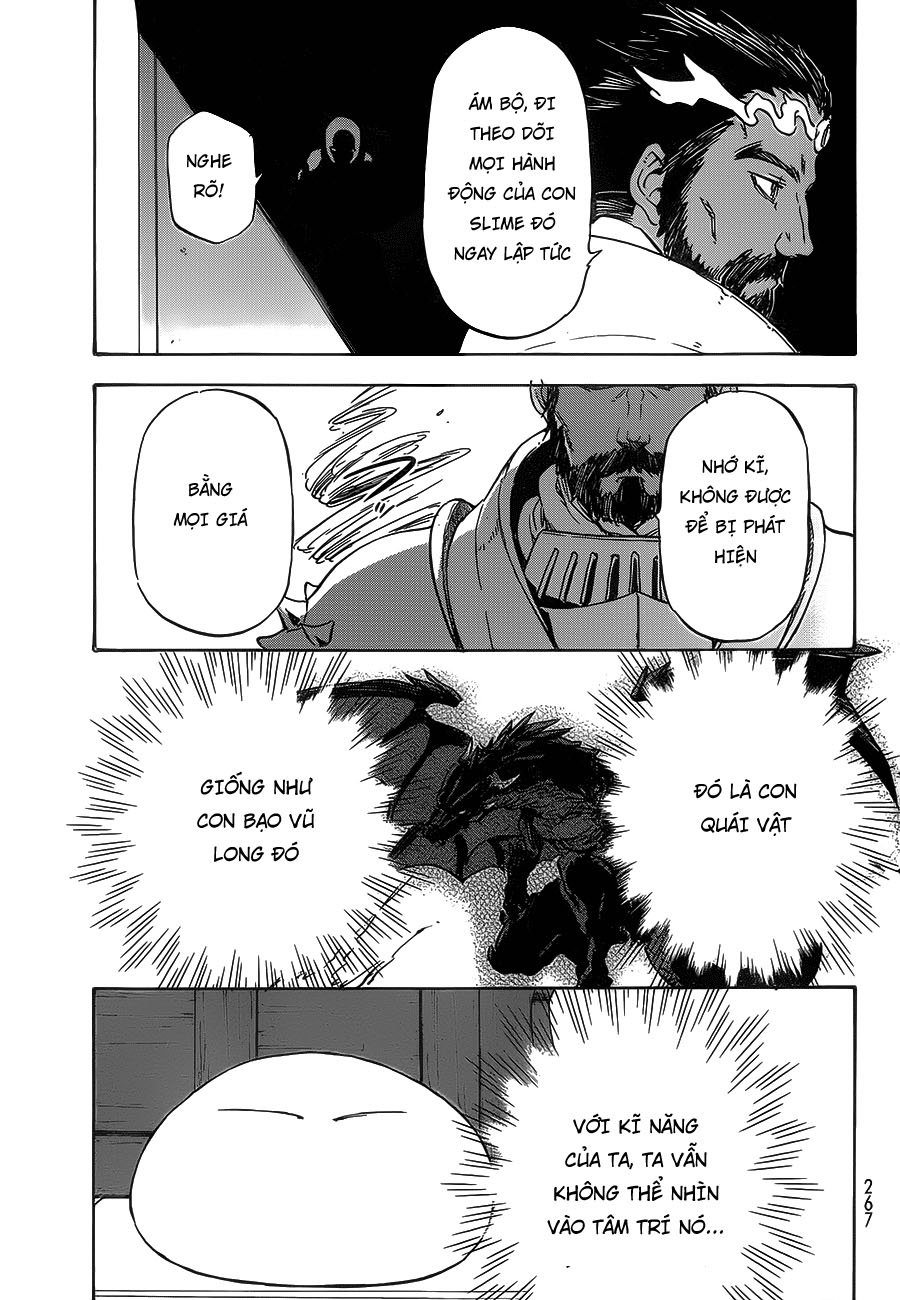 ÁM BỘ, ĐI
THEO DÕI
MỌI HÀNH
ĐỘNG CỦA CON
SLIME ĐÓ
NGAY LẬP TỨC
NGHE
RÕ!
NHỚ KĨ,
KHÔNG ĐƯỢC
ĐỂ BỊ PHÁT
HIỆN
BẰNG
MỌI GIÁ
ĐÓ LÀ CON
QUÁI VẬT
GIỐNG NHƯ
CON BẠO VŨ
LONG ĐÓ
VỚI KĨ NĂNG
CỦA TA, TA VẪN
KHÔNG THỂ NHÌN
VÀO TÂM TRÍ NÓ...
267